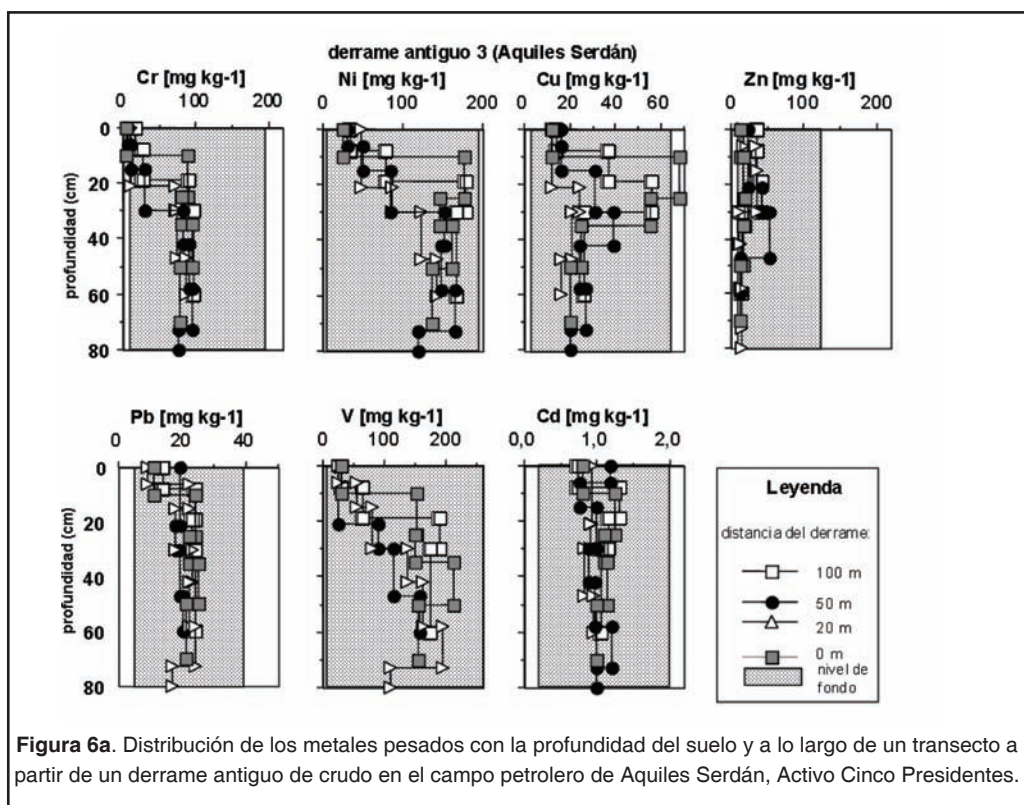 derrame antiguo 3 (Aquiles Serdán)
Cr [mg kg-1] Ni [mg kg-1] Cu [mg kg-1] Zn [mg kg-1]
0 100 200 0 50 100 150 200 0 20 40 60 0 100 200
profundidad (cm)
0
20
40
60
80
Pb [mg kg-1] V [mg kg-1] Cd [mg kg-1]
0 20 40 0 100 200 0,0 1,0 2,0
profundidad (cm)
0
20
40
60
80
Leyenda
distancia del derrame:
100 m
50 m
20 m
0 m
nivel de
fondo
Figura 6a. Distribución de los metales pesados con la profundidad del suelo y a lo largo de un transecto a
partir de un derrame antiguo de crudo en el campo petrolero de Aquiles Serdán, Activo Cinco Presidentes.